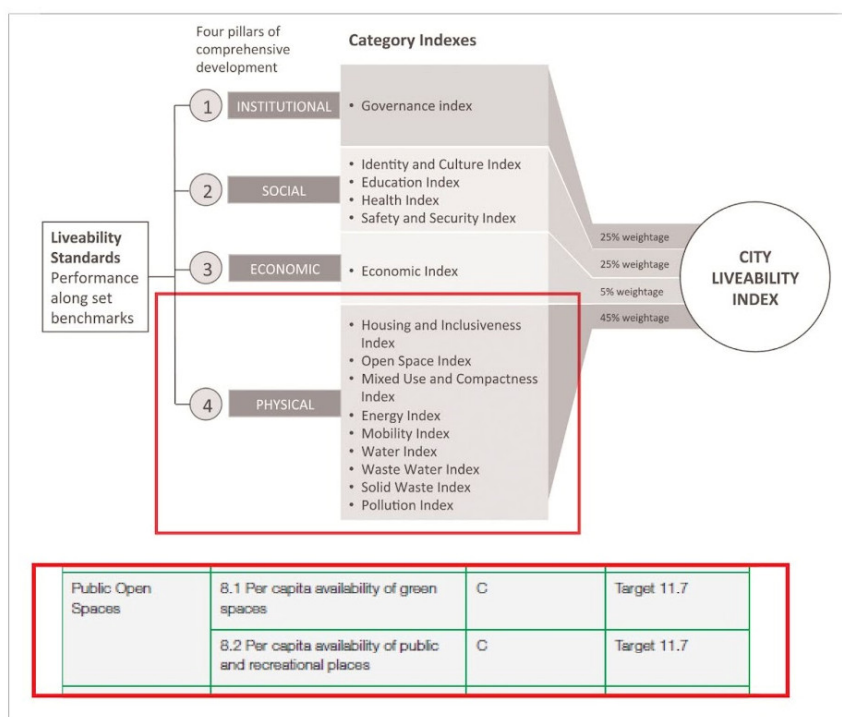 Four pillars of
comprehensive
development
Category Indexes
1
INSTITUTIONAL
• Governance index
2
SOCIAL
• Identity and Culture Index
• Education Index
• Health Index
• Safety and Security Index
Liveability
Standards
Performance
along set
benchmarks
3
ECONOMIC
• Economic Index
4
PHYSICAL
• Housing and Inclusiveness
Index
• Open Space Index
• Mixed Use and Compactness
Index
• Energy Index
• Mobility Index
• Water Index
• Waste Water Index
• Solid Waste Index
• Pollution Index
25% weightage
25% weightage
5% weightage
45% weightage
CITY
LIVEABILITY
INDEX
Public Open
Spaces
8.1 Per capita availability of green
spaces
C
Target 11.7
8.2 Per capita availability of public
and recreational places
C
Target 11.7